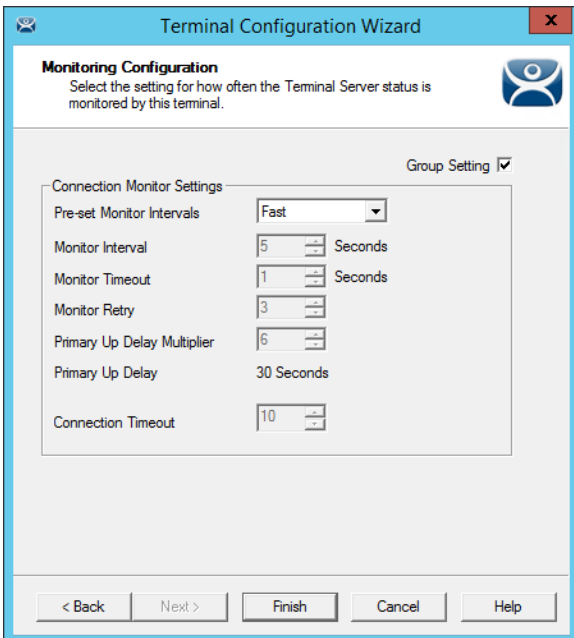 Terminal Configuration Wizard
x
Monitoring Configuration
Select the setting for how often the Terminal Server status is
monitored by this terminal.
Group Setting
Connection Monitor Settings
Pre-set Monitor Intervals Fast
Monitor Interval 5 Seconds
Monitor Timeout 1 Seconds
Monitor Retry 3
Primary Up Delay Multiplier 6
Primary Up Delay 30 Seconds
Connection Timeout 10
< Back Next > Finish Cancel Help